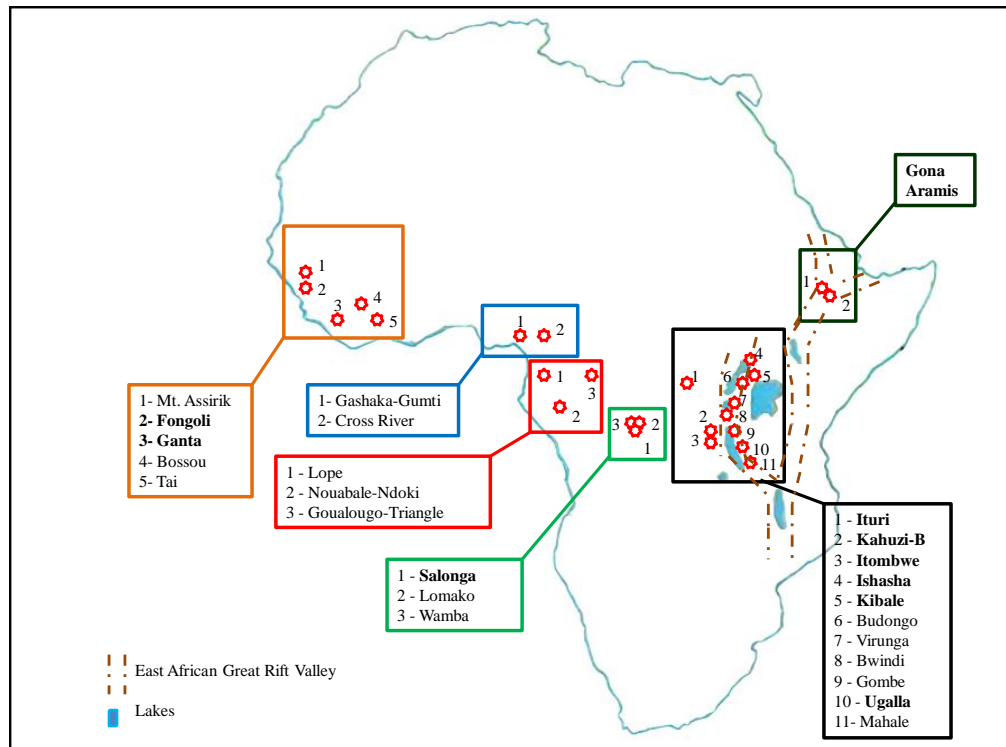 Gona
Aramis
1
2
1
2
3
4
5
1
2
1
3
2
3
2
1
1
4
5
6
7
2
8
3
9
10
11
1- Mt. Assirik
2- Fongoli
3- Ganta
4- Bossou
5- Tai
1- Gashaka-Gumti
2- Cross River
1 - Lope
2 - Nouabale-Ndoki
3 - Goualougo-Triangle
1 - Salonga
2 - Lomako
3 - Wamba
1 - Ituri
2 - Kahuzi-B
3 - Itombwe
4 - Ishasha
5 - Kibale
6 - Budongo
7 - Virunga
8 - Bwindi
9 - Gombe
10 - Ugalla
11- Mahale
East African Great Rift Valley
Lakes